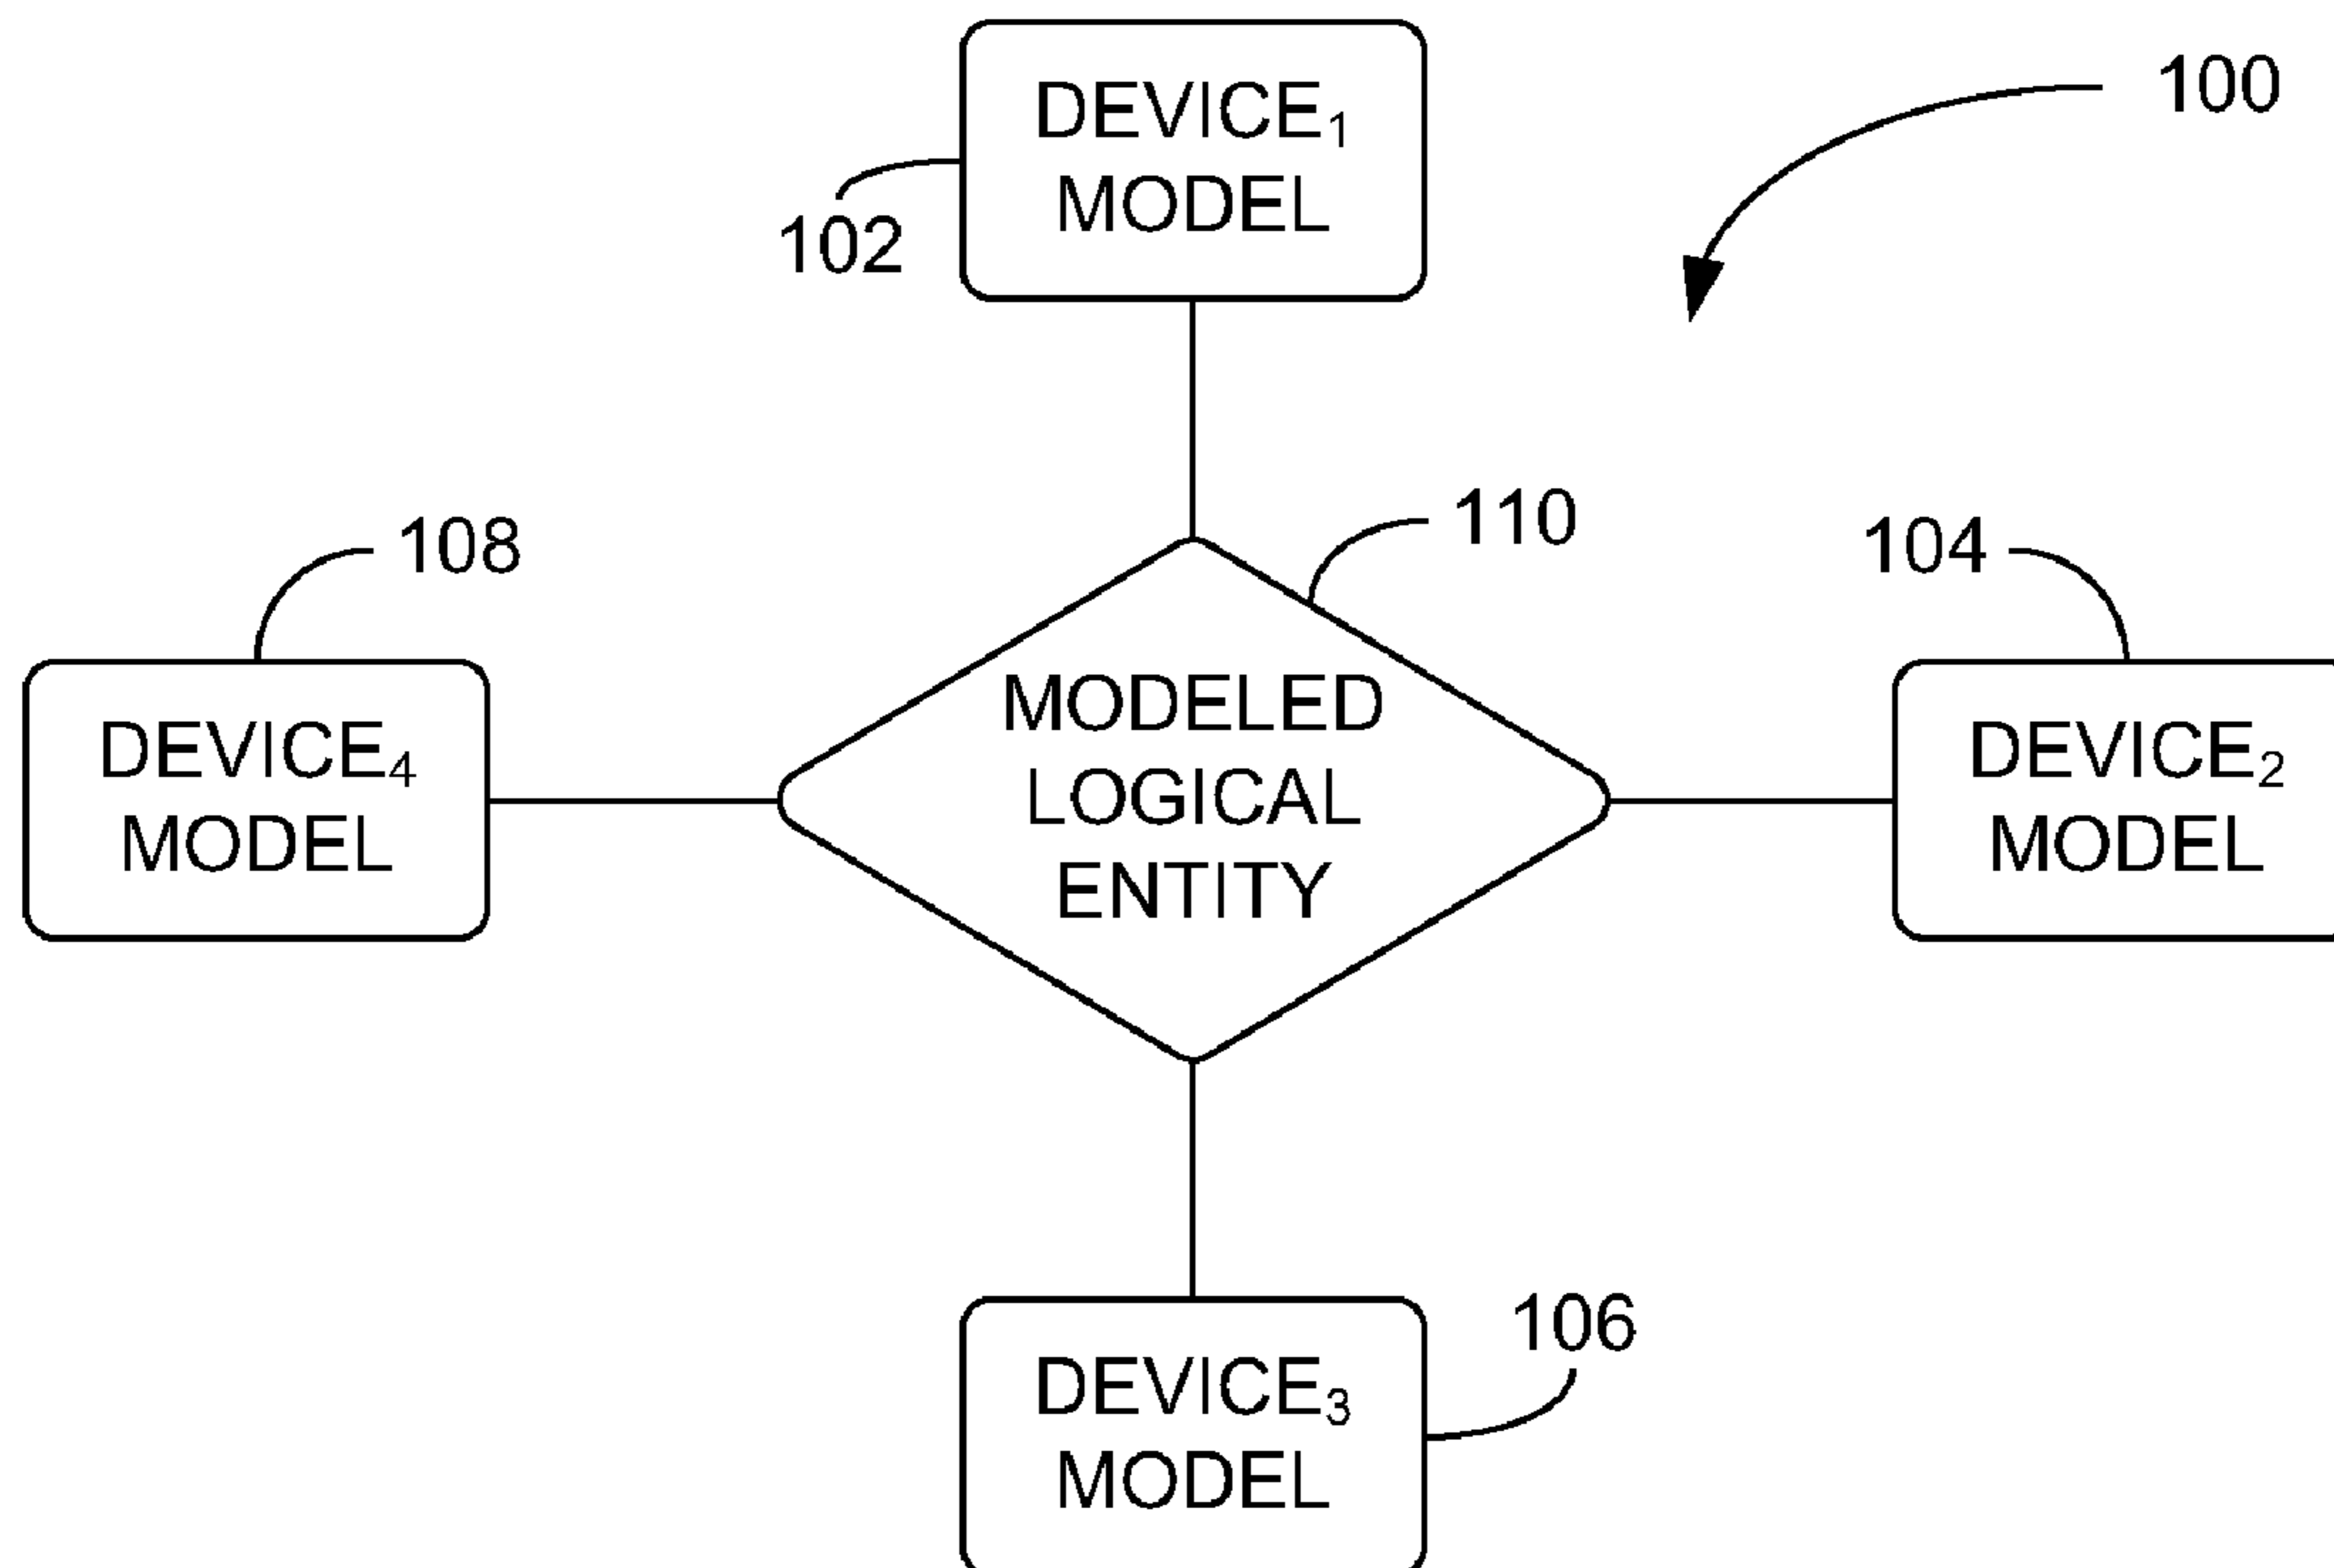 DEVICE₁
MODEL
100
102
108
110
104
MODELED
LOGICAL
ENTITY
DEVICE₄
MODEL
DEVICE₂
MODEL
106
DEVICE₃
MODEL